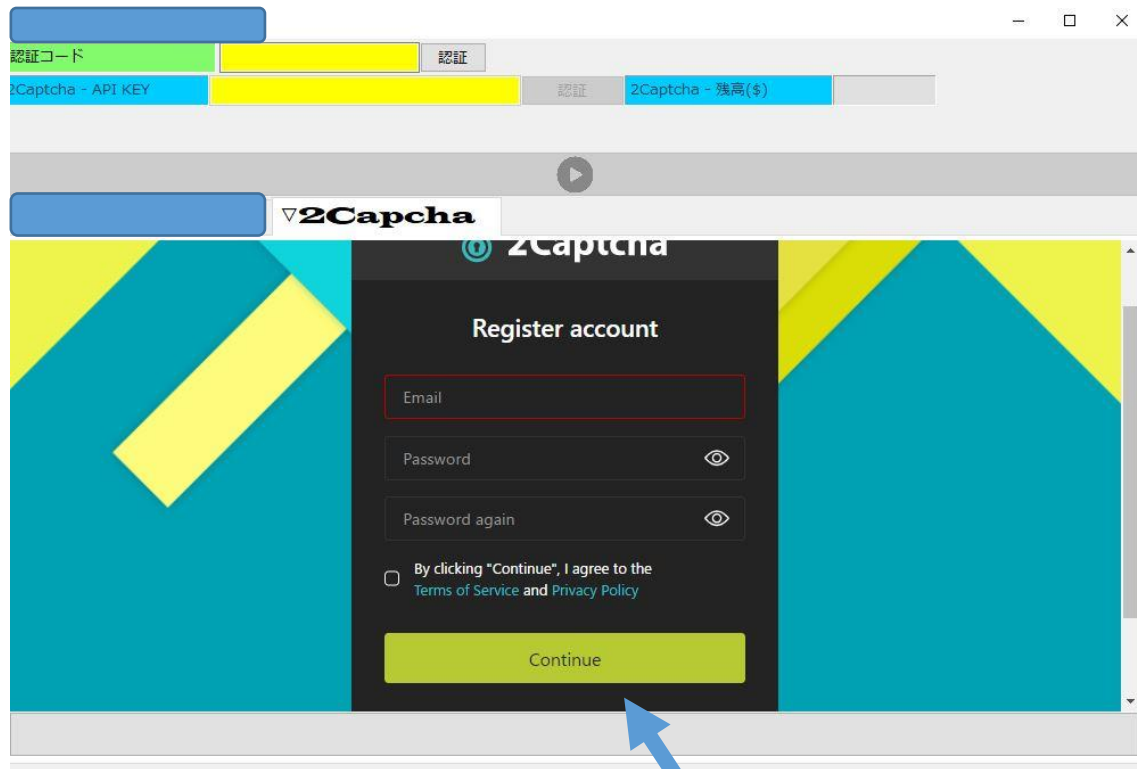 認証コード 認証
2Captcha - API KEY 認証 2Captcha - 残高($)
▽2Capcha
2Captcha
Register account
Email
Password
Password again
By clicking "Continue", I agree to the
Terms of Service and Privacy Policy
Continue